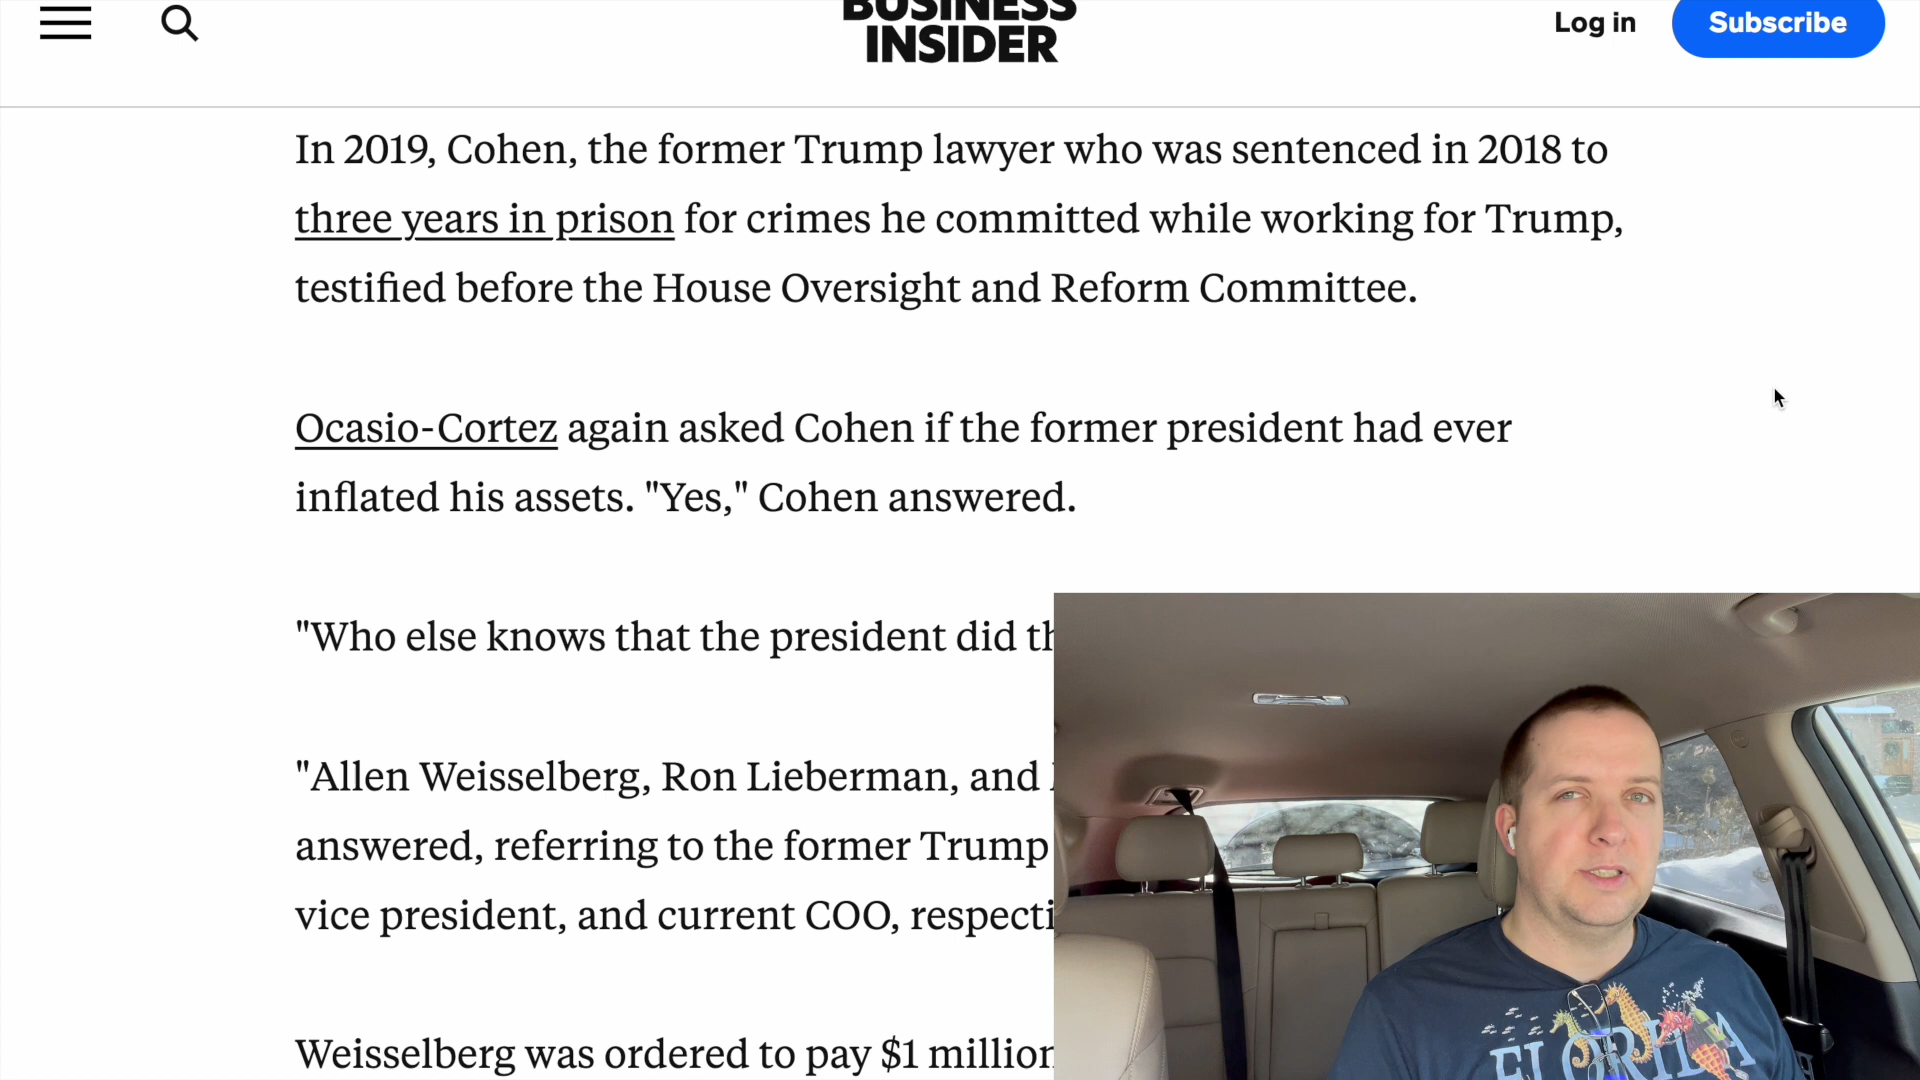 BUSINESS
INSIDER
Log in
Subscribe
In 2019, Cohen, the former Trump lawyer who was sentenced in 2018 to
three years in prison for crimes he committed while working for Trump,
testified before the House Oversight and Reform Committee.
Ocasio-Cortez again asked Cohen if the former president had ever
inflated his assets. "Yes," Cohen answered.
"Who else knows that the president did
"Allen Weisselberg, Ron Lieberman, and
answered, referring to the former Trump
vice president, and current COO,
Weisselberg was ordered to pay $1 million
FLORIDA